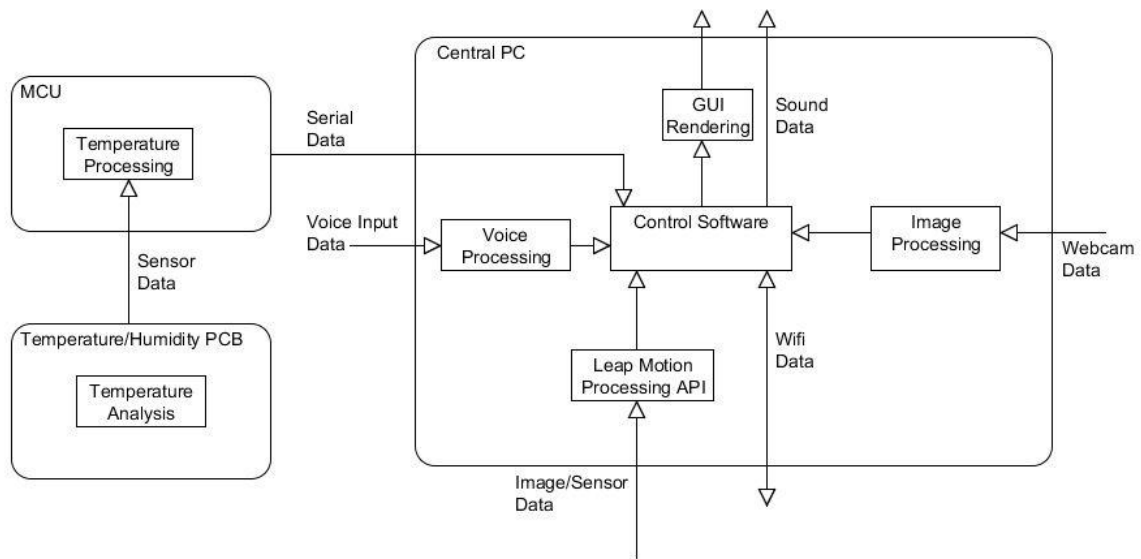 Central PC
MCU
Temperature
Processing
Serial
Data
GUI
Rendering
Sound
Data
Voice Input
Data
Voice
Processing
Control Software
Image
Processing
Webcam
Data
Sensor
Data
Temperature/Humidity PCB
Temperature
Analysis
Leap Motion
Processing API
Wifi
Data
Image/Sensor
Data